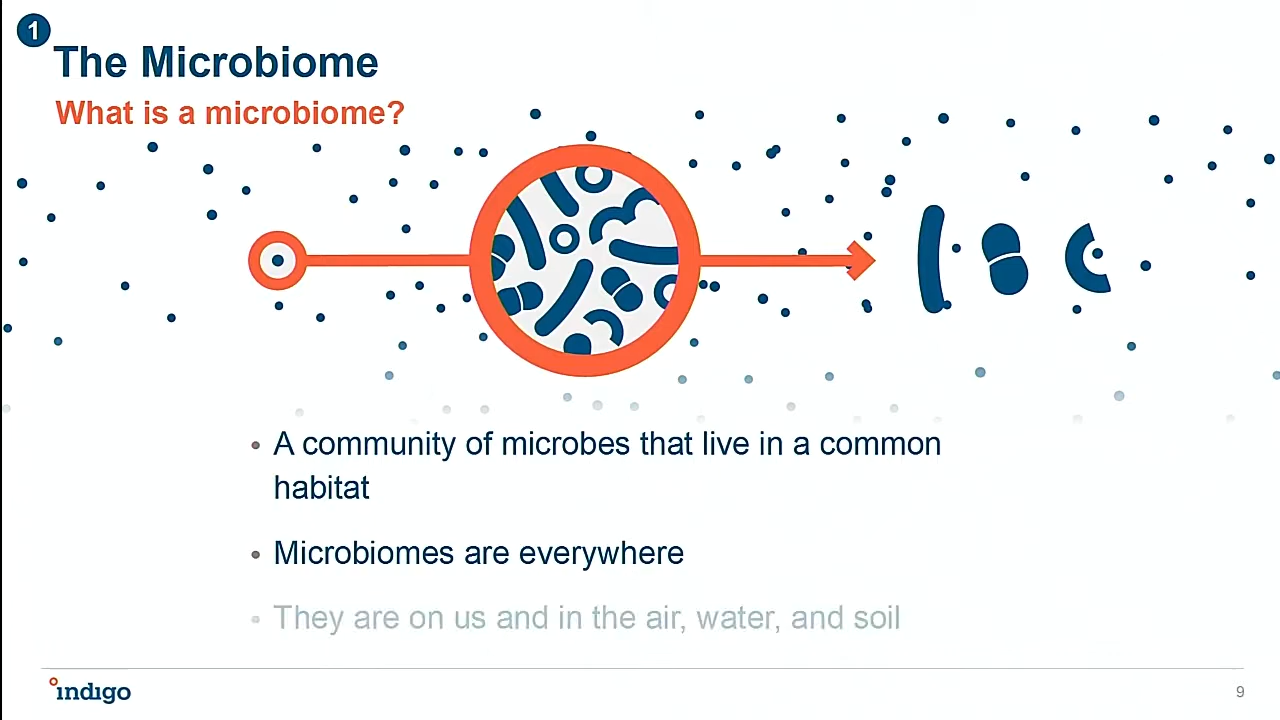 1
The Microbiome
What is a microbiome?
• A community of microbes that live in a common
habitat
• Microbiomes are everywhere
• They are on us and in the air, water, and soil
indigo
9